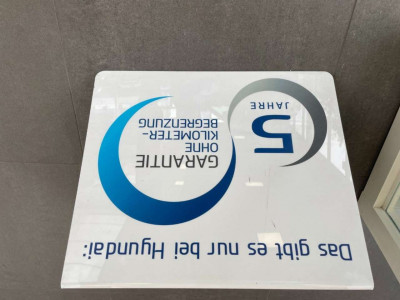 Das gibt es nur bei Hyundai:
5
JAHRE
GARANTIE
OHNE
KILOMETER-
BEGRENZUNG